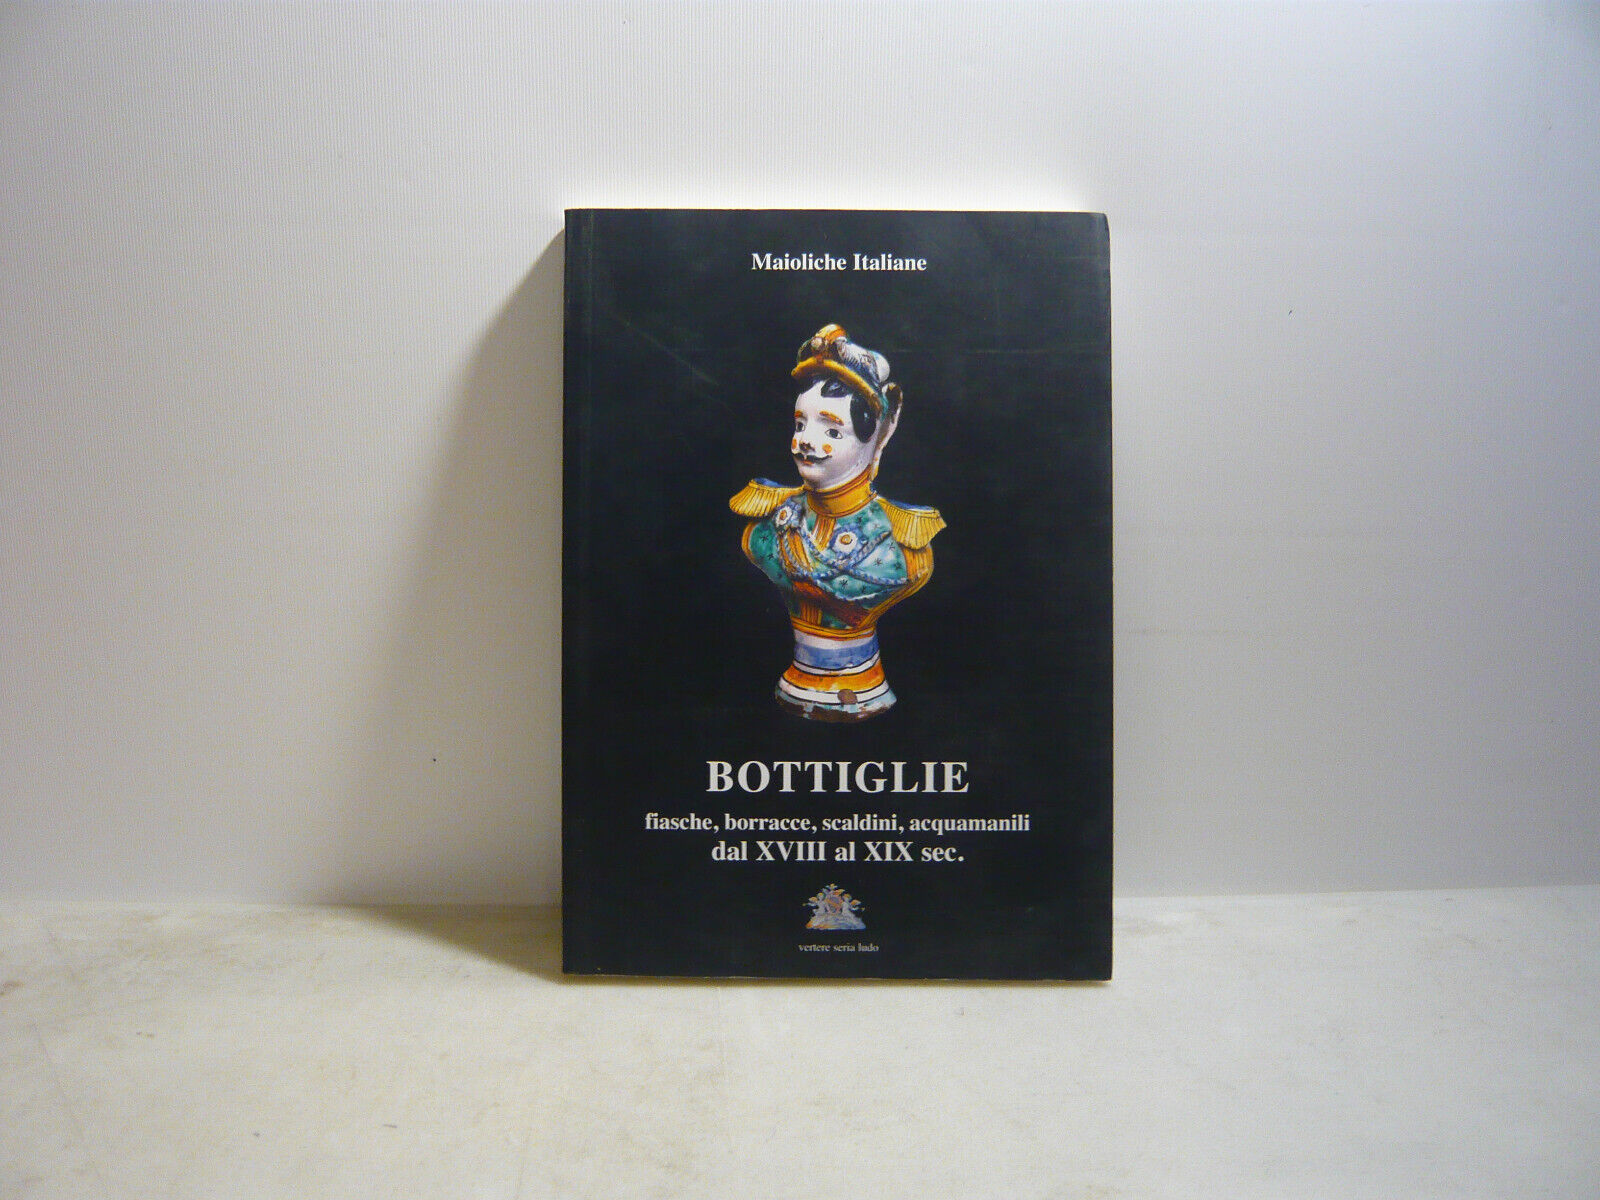 Maioliche Italiane
BOTTIGLIE
fiasche, borracce, scaldini, acquamanili
dal XVIII al XIX sec.
vertere seria ludo